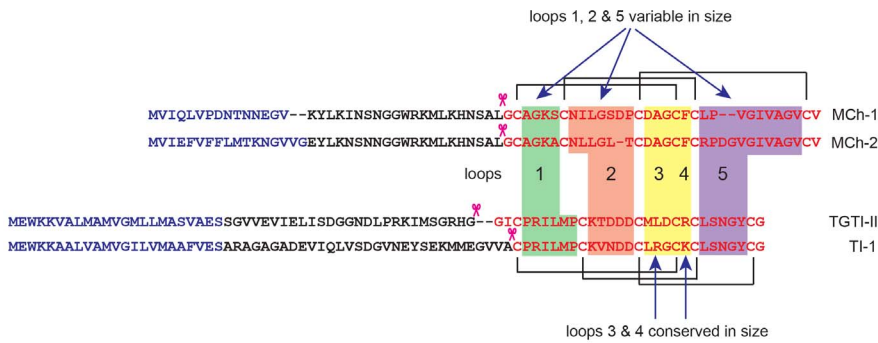 loops 1, 2 & 5 variable in size
MVIQLVPDNTNNEGV--KYLKINSNGGWRKMLKHNSALGCAGKSCNILGSDPCDAGCFCLP--VGIVAGVCV MCh-1
MVIEFVFFLMTKNGVVGEYLKNSNNGGWRKMLKHNSALGCAGKACNLLGL-TCDAGCFCRPDGVGIVAGVCV MCh-2
loops 1 2 3 4 5
MEWKKVALMAMVGMLLMASVAESSGVVEVIELISDGGNDLPRKIMSGRHG--GICPRILMPCKTDDDCMLDCRCLSNGYCG TGTI-II
MEWKKAALVAMVGILVMAAFVESARAGAGADEVIQLVSDGVNEYSEKMMEGVVACPRILMPCKVNDDCLRGCKCLSNGYCG TI-1
loops 3 & 4 conserved in size